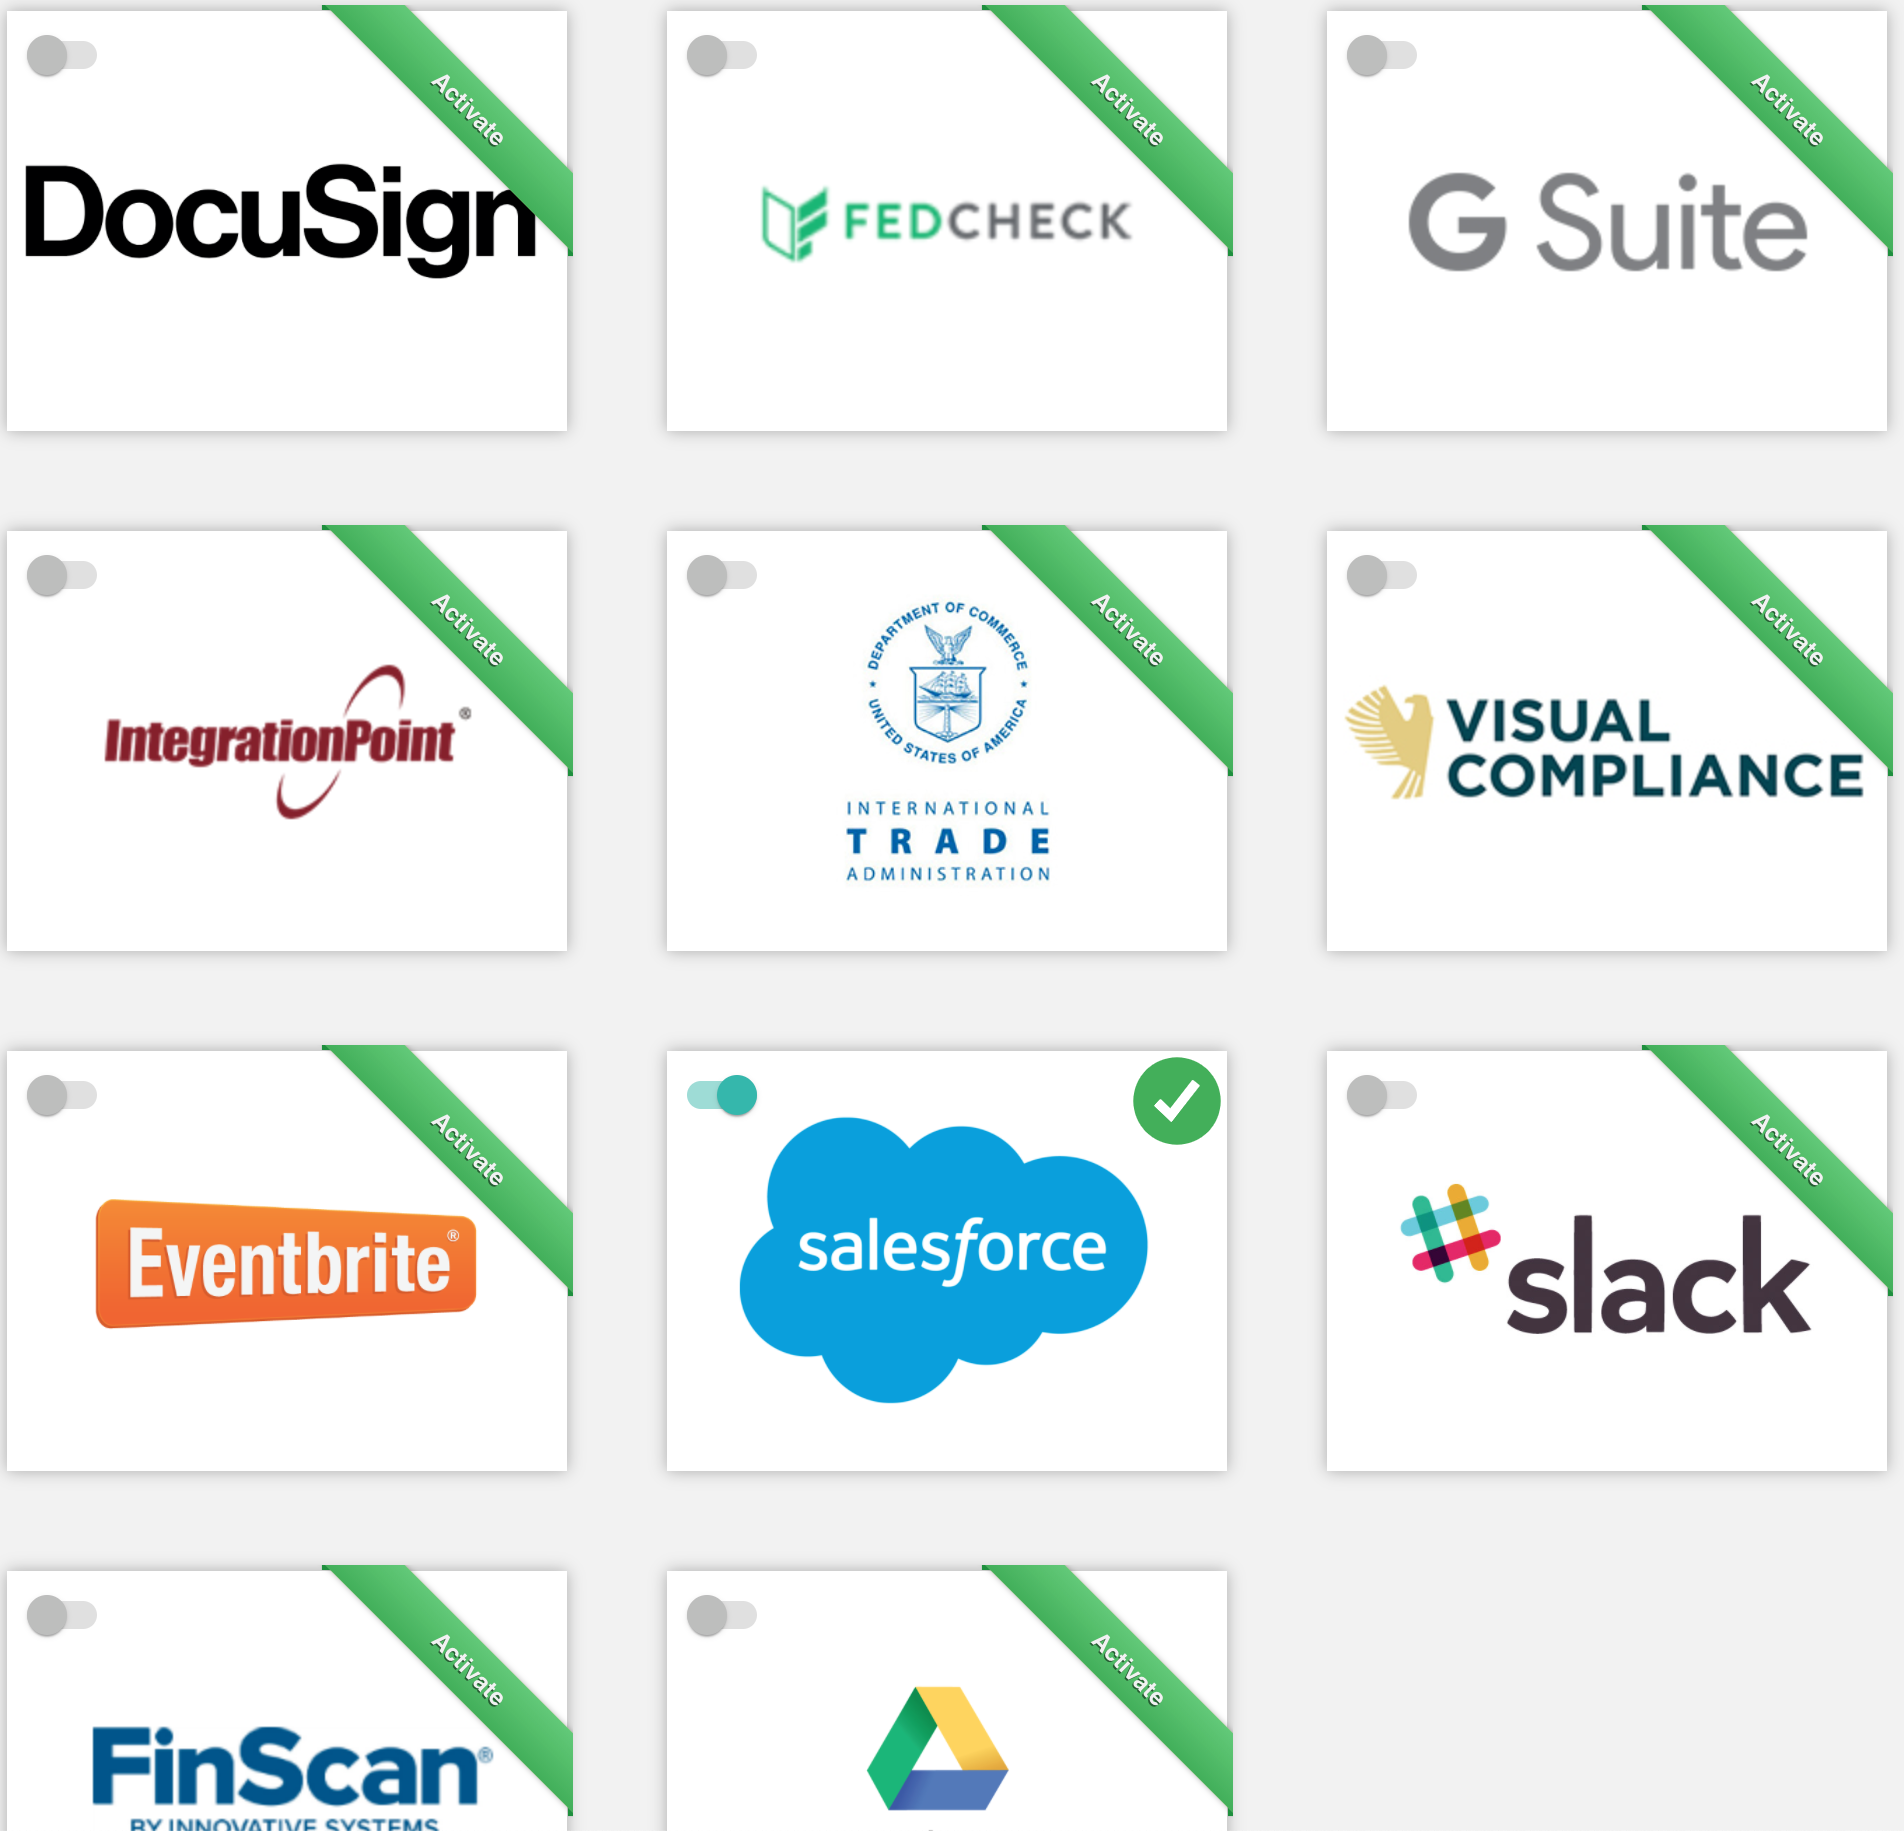 Activate
DocuSign
Activate
FEDCHECK
Activate
G Suite
Activate
IntegrationPoint®
Activate
DEPARTMENT OF COMMERCE
★ UNITED STATES OF AMERICA ★
INTERNATIONAL
TRADE
ADMINISTRATION
Activate
VISUAL
COMPLIANCE
Activate
Eventbrite®
salesforce
Activate
slack
Activate
FinScan®
BY INNOVATIVE SYSTEMS
Activate